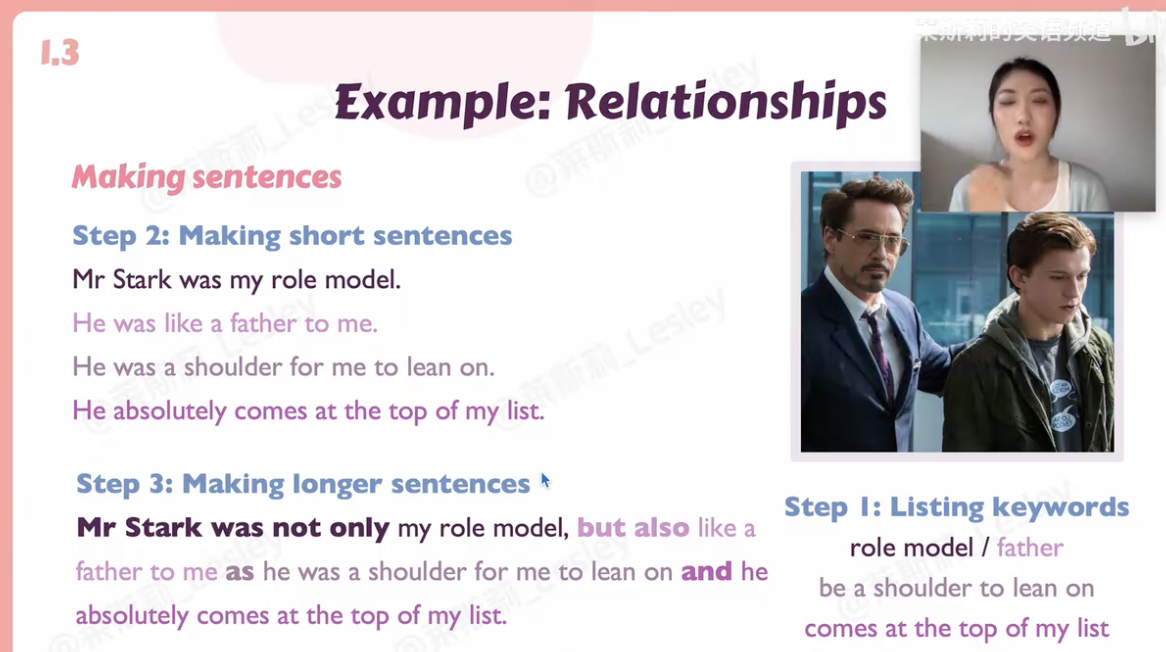 1.3
莱斯莉的英语频道
Example: Relationships
Making sentences
Step 2: Making short sentences
Mr Stark was my role model.
He was like a father to me.
He was a shoulder for me to lean on.
He absolutely comes at the top of my list.
Step 3: Making longer sentences
Mr Stark was not only my role model, but also like a
father to me as he was a shoulder for me to lean on and he
absolutely comes at the top of my list.
Step 1: Listing keywords
role model / father
be a shoulder to lean on
comes at the top of my list
@莱斯莉_Lesley
@莱斯莉_Lesley
@莱斯莉_Lesley
@莱斯莉_Lesley